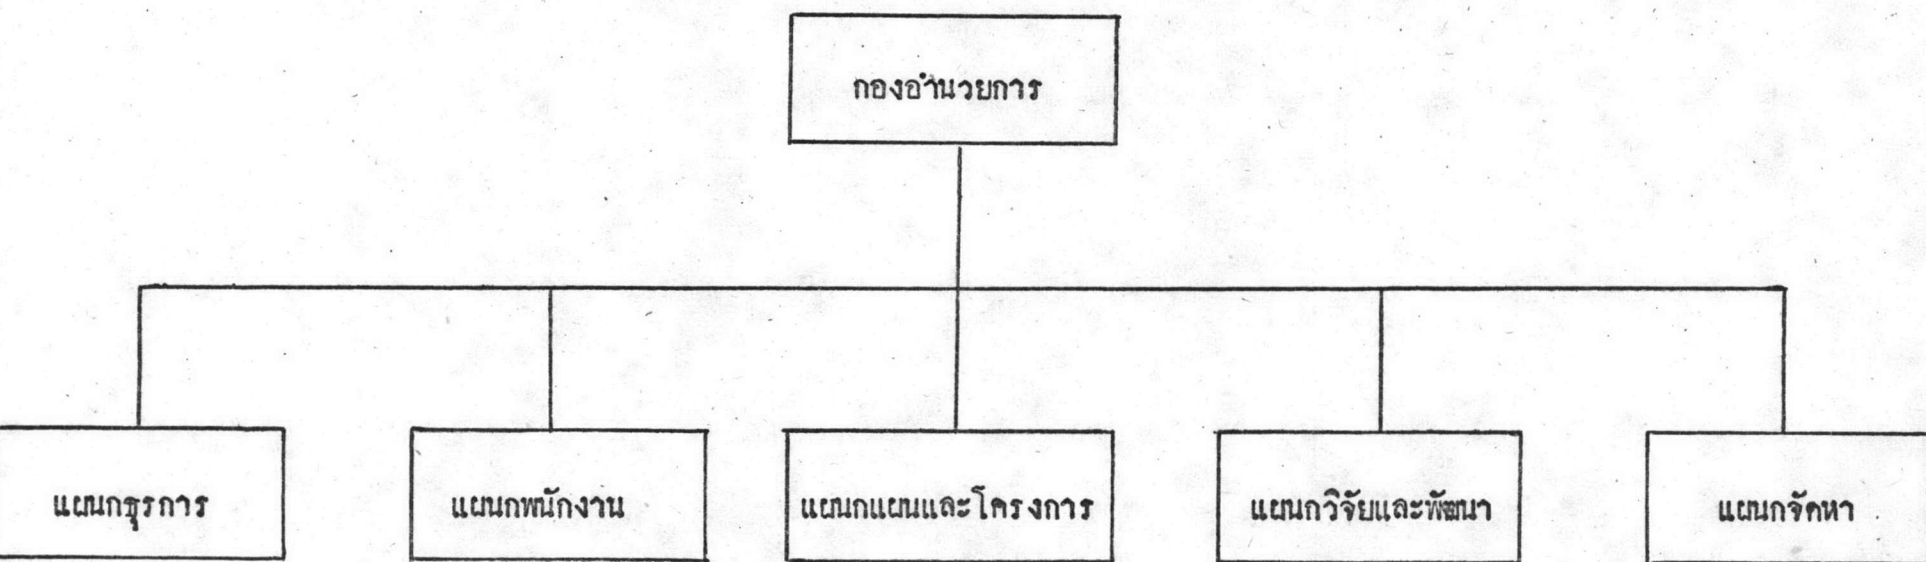 กองอำนวยการ
แผนกธุรการ
แผนกพนักงาน
แผนกแผนและโครงการ
แผนกวิจัยและพัฒนา
แผนกจัดหา